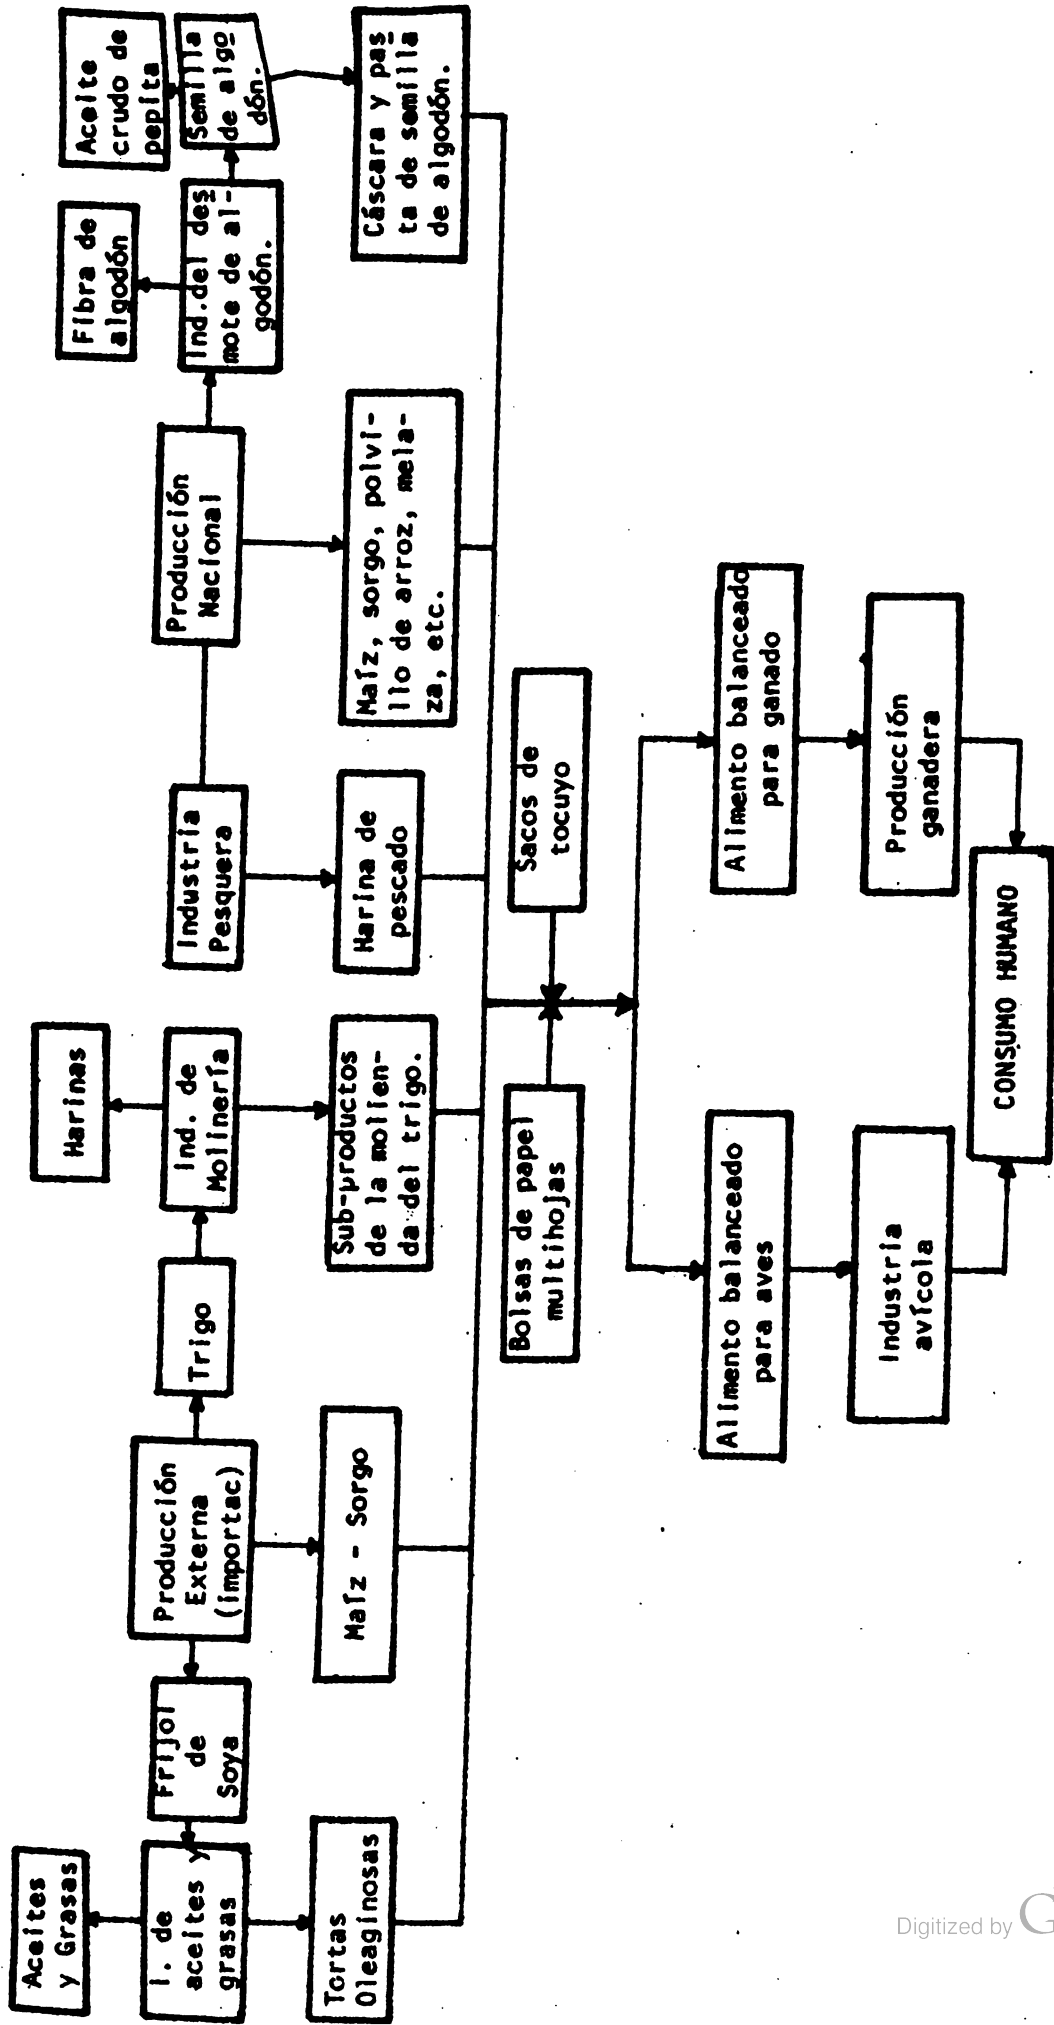 Aceites
y Grasas
I. de
aceites y
grasas
Tortas
Oleaginosas
Frijol
de
Soya
Producción
Externa
(importac)
Maíz - Sorgo
Trigo
Harinas
Ind. de
Molinería
Sub-productos
de la molien-
da del trigo.
Industria
Pesquera
Harina de
pescado
Producción
Nacional
Maíz, sorgo, polvi-
llo de arroz, mela-
za, etc.
Fibra de
algodón
Ind.del des
mote de al-
godón.
Aceite
crudo de
pepita
Semilla
de algo
dón.
Cáscara y pas
ta de semilla
de algodón.
Bolsas de papel
multihojas
Sacos de
tocuyo
Alimento balanceado
para aves
Alimento balanceado
para ganado
Industria
avícola
Producción
ganadera
CONSUMO HUMANO
Digitized by G